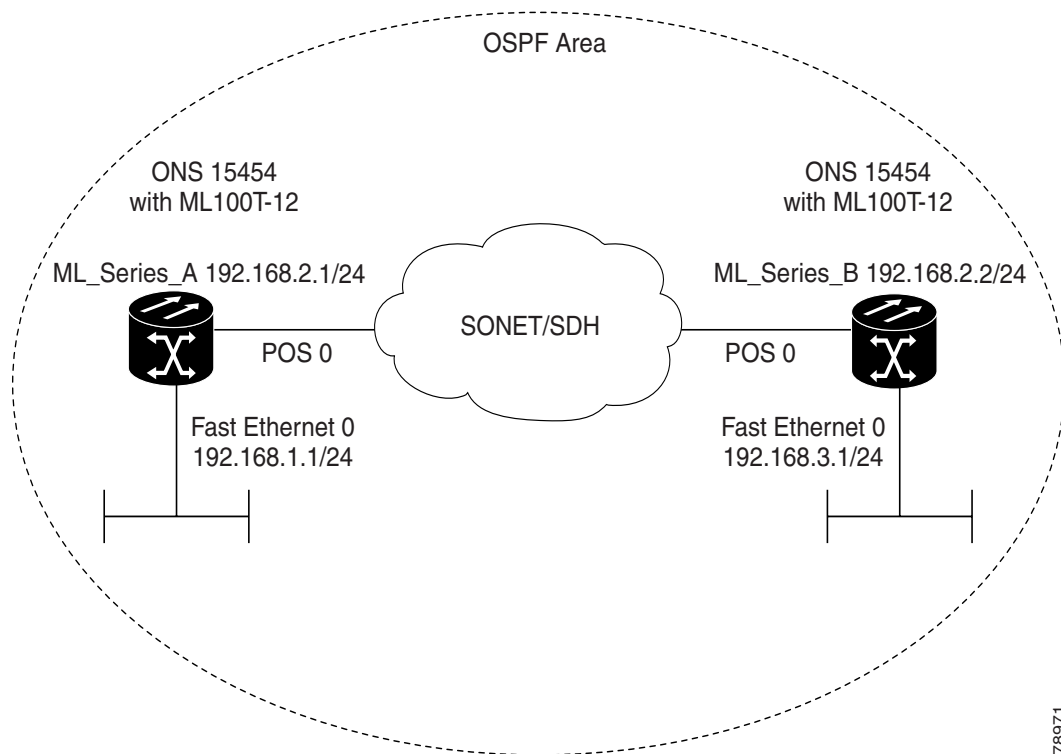 OSPF Area
ONS 15454
with ML100T-12
ML_Series_A 192.168.2.1/24
POS 0
Fast Ethernet 0
192.168.1.1/24
SONET/SDH
ONS 15454
with ML100T-12
ML_Series_B 192.168.2.2/24
POS 0
Fast Ethernet 0
192.168.3.1/24
78971